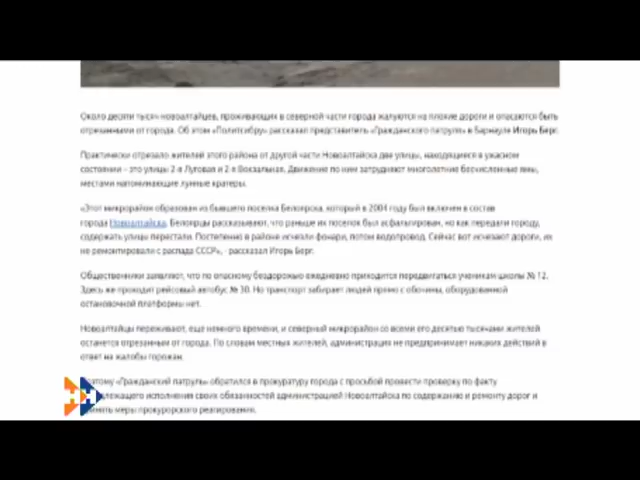 Около десяти тысяч новоалтайцев, проживающих в северной части города жалуются на плохие дороги и опасаются быть
отрезанными от города. Об этом «Политсибру» рассказал представитель «Гражданского патруля» в Барнауле Игорь Берг.
Практически отрезало жителей этого района от другой части Новоалтайска две улицы, находящиеся в ужасном
состоянии – это улицы 2-я Луговая и 2-я Вокзальная. Движение по ним затрудняют многолетние бесчисленные ямы,
местами напоминающие лунные кратеры.
«Этот микрорайон образован из бывшего поселка Белоярска, который в 2004 году был включен в состав
города Новоалтайска. Белоярцы рассказывают, что раньше их поселок был асфальтирован, но как передали городу,
содержать улицы перестали. Постепенно в районе исчезли фонари, потом водопровод. Сейчас вот исчезают дороги, их
не ремонтировали с распада СССР», - рассказал Игорь Берг.
Общественники заявляют, что по опасному бездорожью ежедневно приходится передвигаться ученикам школы № 12.
Здесь же проходит рейсовый автобус № 30. Но транспорт забирает людей прямо с обочины, оборудованной
остановочной платформы нет.
Новоалтайцы переживают, еще немного времени, и северный микрорайон со всеми его десятью тысячами жителей
останется отрезанным от города. По словам местных жителей, администрация не предпринимает никаких действий в
ответ на жалобы горожан.
Поэтому «Гражданский патруль» обратился в прокуратуру города с просьбой провести проверку по факту
исполнения своих обязанностей администрацией Новоалтайска по содержанию и ремонту дорог и
меры прокурорского реагирования.